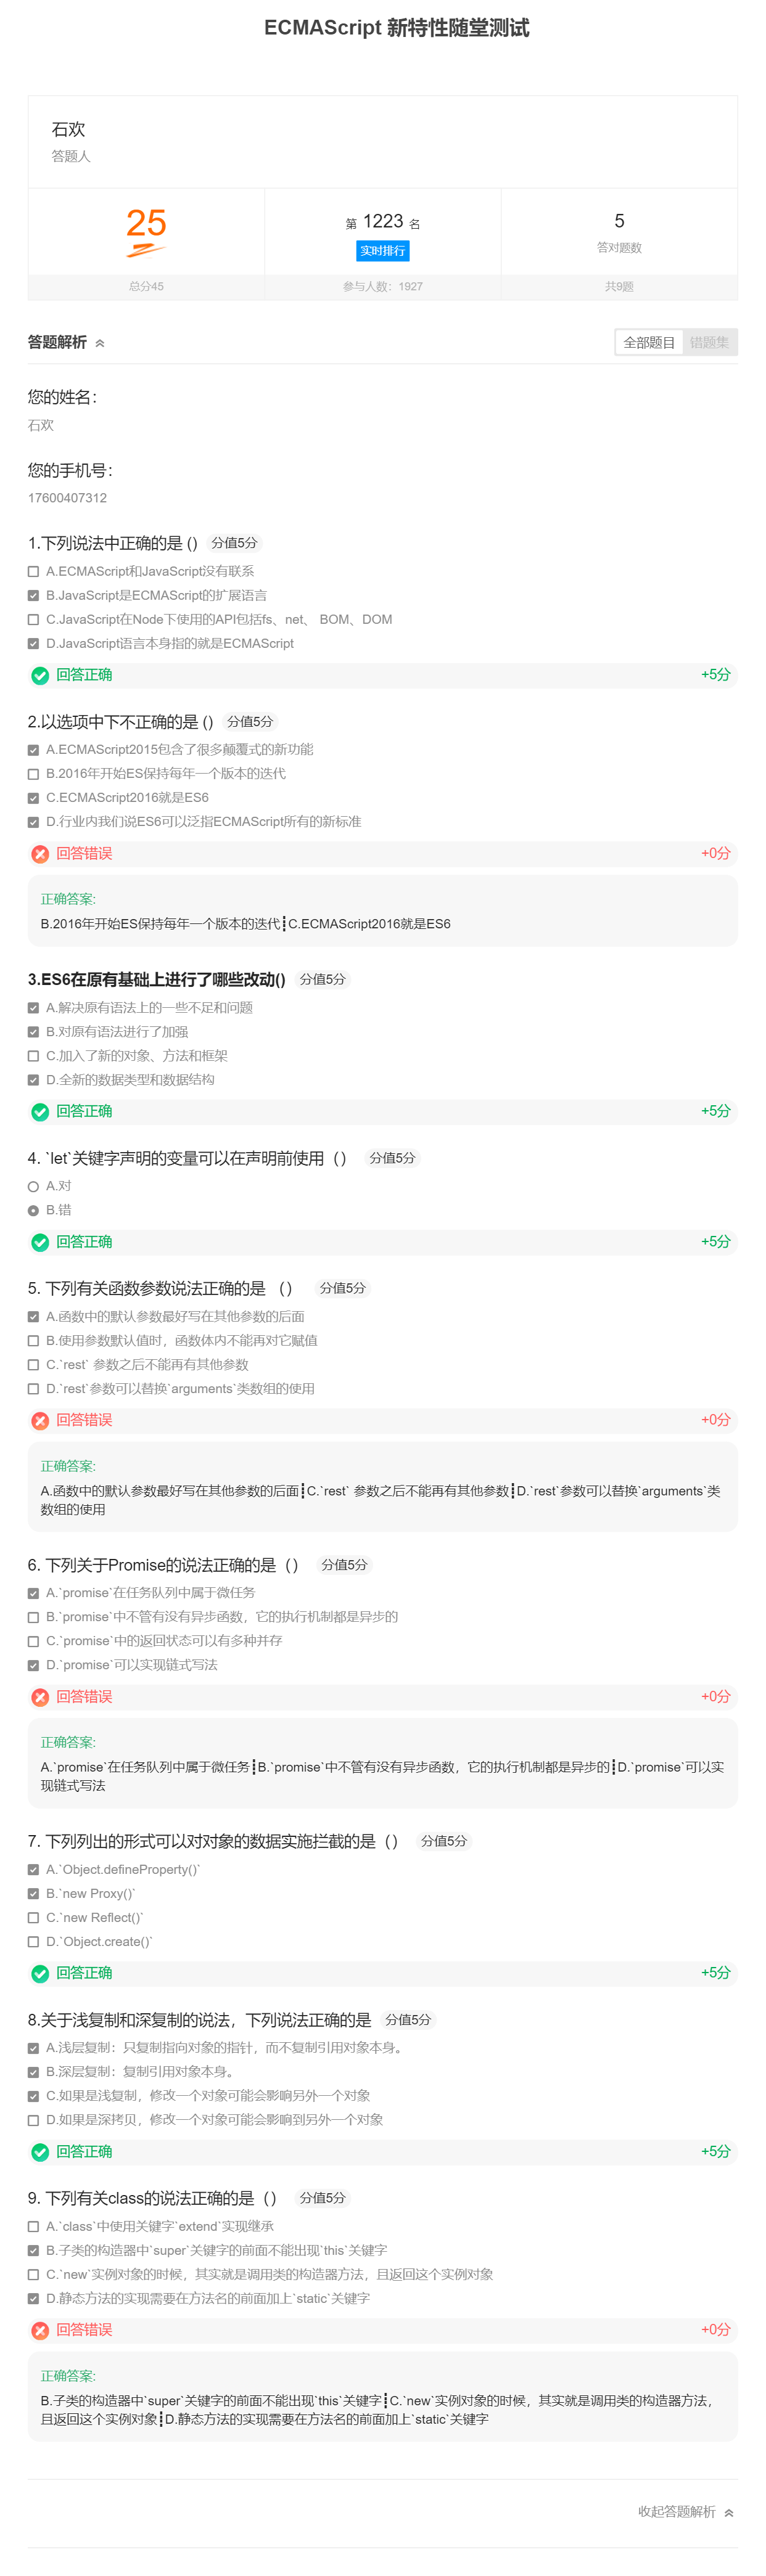 ECMAScript 新特性随堂测试
石欢
答题人
25
总分45
第 1223 名
实时排行
参与人数：1927
5
答对题数
共9题
答题解析
全部题目 错题集
您的姓名：
石欢
您的手机号：
17600407312
1.下列说法中正确的是 () 分值5分
A.ECMAScript和JavaScript没有联系
B.JavaScript是ECMAScript的扩展语言
C.JavaScript在Node下使用的API包括fs、net、 BOM、DOM
D.JavaScript语言本身指的就是ECMAScript
回答正确 +5分
2.以选项中下不正确的是 () 分值5分
A.ECMAScript2015包含了很多颠覆式的新功能
B.2016年开始ES保持每年一个版本的迭代
C.ECMAScript2016就是ES6
D.行业内我们说ES6可以泛指ECMAScript所有的新标准
回答错误 +0分
正确答案:
B.2016年开始ES保持每年一个版本的迭代┋C.ECMAScript2016就是ES6
3.ES6在原有基础上进行了哪些改动() 分值5分
A.解决原有语法上的一些不足和问题
B.对原有语法进行了加强
C.加入了新的对象、方法和框架
D.全新的数据类型和数据结构
回答正确 +5分
4. `let`关键字声明的变量可以在声明前使用（） 分值5分
A.对
B.错
回答正确 +5分
5. 下列有关函数参数说法正确的是 （） 分值5分
A.函数中的默认参数最好写在其他参数的后面
B.使用参数默认值时，函数体内不能再对它赋值
C.`rest` 参数之后不能再有其他参数
D.`rest`参数可以替换`arguments`类数组的使用
回答错误 +0分
正确答案:
A.函数中的默认参数最好写在其他参数的后面┋C.`rest` 参数之后不能再有其他参数┋D.`rest`参数可以替换`arguments`类
数组的使用
6. 下列关于Promise的说法正确的是（） 分值5分
A.`promise`在任务队列中属于微任务
B.`promise`中不管有没有异步函数，它的执行机制都是异步的
C.`promise`中的返回状态可以有多种并存
D.`promise`可以实现链式写法
回答错误 +0分
正确答案:
A.`promise`在任务队列中属于微任务┋B.`promise`中不管有没有异步函数，它的执行机制都是异步的┋D.`promise`可以实
现链式写法
7. 下列列出的形式可以对对象的数据实施拦截的是（） 分值5分
A.`Object.defineProperty()`
B.`new Proxy()`
C.`new Reflect()`
D.`Object.create()`
回答正确 +5分
8.关于浅复制和深复制的说法，下列说法正确的是 分值5分
A.浅层复制：只复制指向对象的指针，而不复制引用对象本身。
B.深层复制：复制引用对象本身。
C.如果是浅复制，修改一个对象可能会影响另外一个对象
D.如果是深拷贝，修改一个对象可能会影响到另外一个对象
回答正确 +5分
9. 下列有关class的说法正确的是（） 分值5分
A.`class`中使用关键字`extend`实现继承
B.子类的构造器中`super`关键字的前面不能出现`this`关键字
C.`new`实例对象的时候，其实就是调用类的构造器方法，且返回这个实例对象
D.静态方法的实现需要在方法名的前面加上`static`关键字
回答错误 +0分
正确答案:
B.子类的构造器中`super`关键字的前面不能出现`this`关键字┋C.`new`实例对象的时候，其实就是调用类的构造器方法，
且返回这个实例对象┋D.静态方法的实现需要在方法名的前面加上`static`关键字
收起答题解析